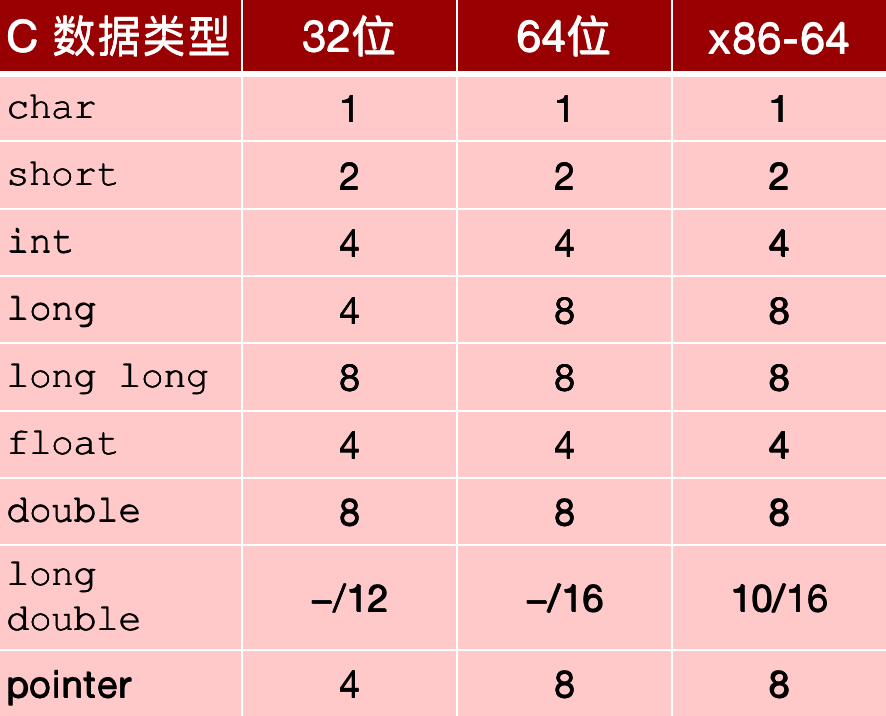 C 数据类型 32位 64位 x86-64
char 1 1 1
short 2 2 2
int 4 4 4
long 4 8 8
long long 8 8 8
float 4 4 4
double 8 8 8
long
double –/12 –/16 10/16
pointer 4 8 8